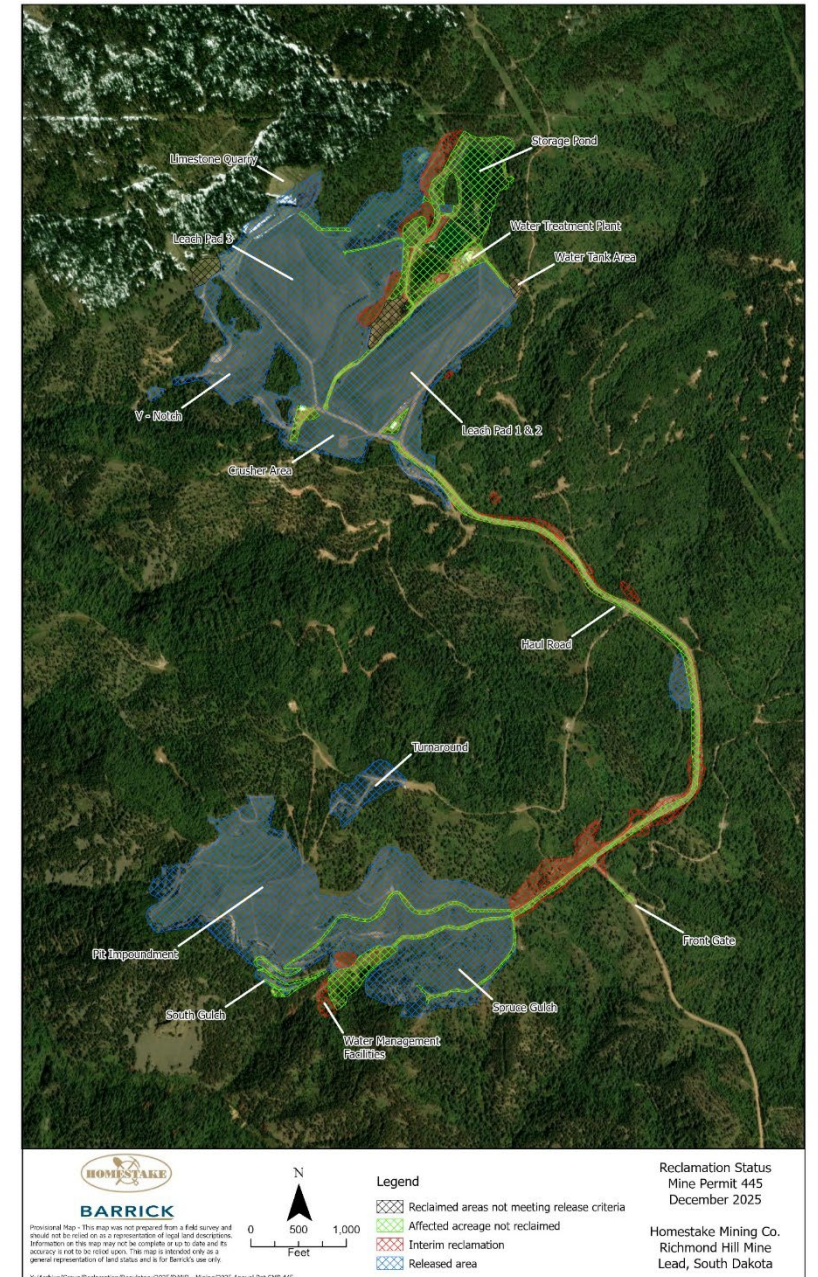 Storage Pond
Limestone Quarry
Water Treatment Plant
Leach Pad 3
Water Tank Area
V - Notch
Leach Pad 1 & 2
Crusher Area
Haul Road
Turnaround
Front Gate
Pit Impoundment
South Gulch
Spruce Gulch
Water Management
Facilities
HOMESTAKE
BARRICK
Provisional Map - This map was not prepared from a field survey and
should not be relied on as a representation of legal land descriptions.
Information on this map may not be complete or up to date and its
accuracy is not to be relied upon. This map is intended only as a
general representation of land status and is for Barrick's use only.
N
0 500 1,000
Feet
Legend
Reclaimed areas not meeting release criteria
Affected acreage not reclaimed
Interim reclamation
Released area
Reclamation Status
Mine Permit 445
December 2025
Homestake Mining Co.
Richmond Hill Mine
Lead, South Dakota